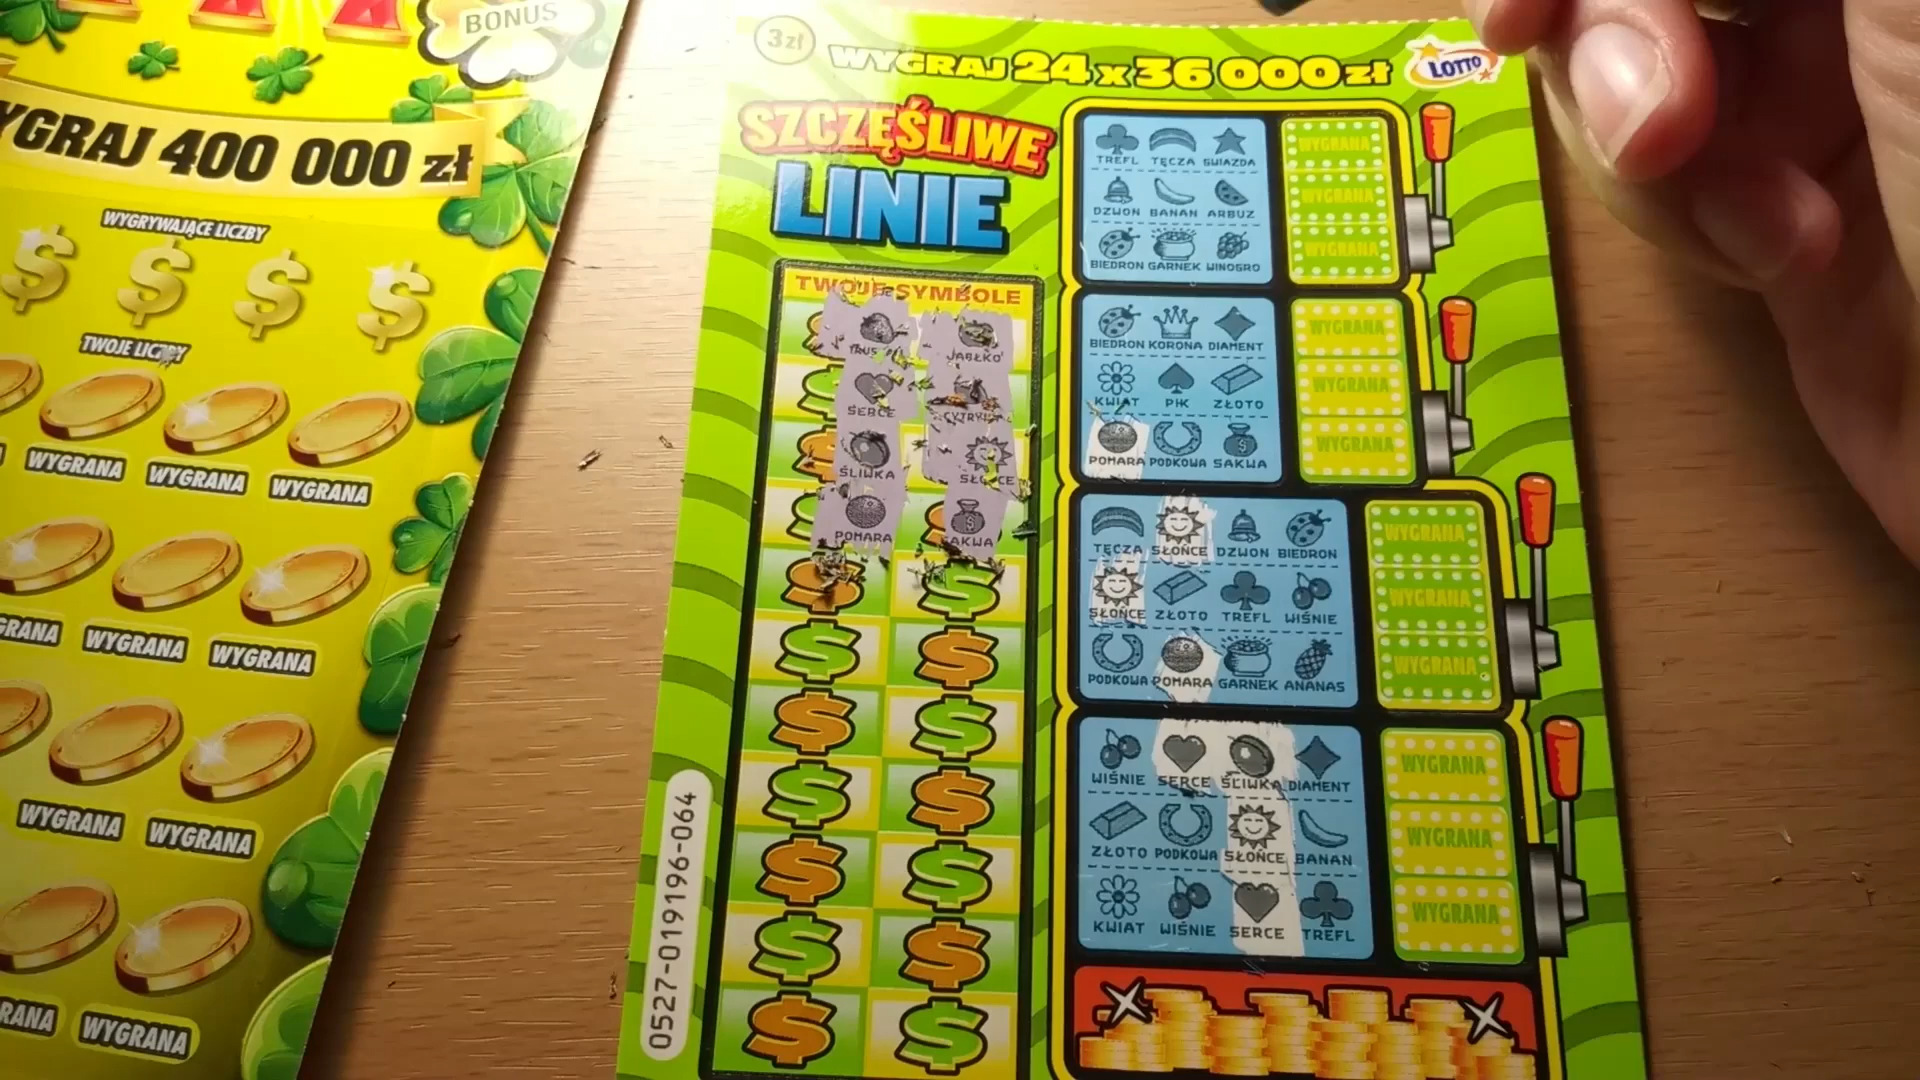 BONUS
WYGRAJ 400 000 zł
WYGRYWAJĄCE LICZBY
TWOJE LICZBY
WYGRANA WYGRANA WYGRANA
WYGRANA WYGRANA
WYGRANA WYGRANA
WYGRANA
3zł
WYGRAJ 24 x 36 000 zł
LOTTO
SZCZĘŚLIWE
LINIE
TWOJE SYMBOLE
JABŁKO
SERCE CYTRYNA
ŚLIWKA SŁOŃCE
POMARA SAKWA
0527-019196-064
TREFL TĘCZA GWIAZDA
WYGRANA
DZWON BANAN ARBUZ
WYGRANA
BIEDRON GARNEK WINOGRO
WYGRANA
BIEDRON KORONA DIAMENT
WYGRANA
KWIAT PIK ZŁOTO
WYGRANA
POMARA PODKOWA SAKWA
WYGRANA
TĘCZA SŁOŃCE DZWON BIEDRON
WYGRANA
SŁOŃCE ZŁOTO TREFL WIŚNIE
WYGRANA
PODKOWA POMARA GARNEK ANANAS
WYGRANA
WIŚNIE SERCE ŚLIWKA DIAMENT
WYGRANA
ZŁOTO PODKOWA SŁOŃCE BANAN
WYGRANA
KWIAT WIŚNIE SERCE TREFL
WYGRANA